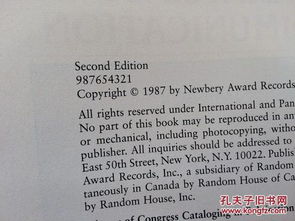 Second Edition
987654321
Copyright © 1987 by Newbery Award Records
All rights reserved under International and Pan
No part of this book may be reproduced in an
or mechanical, including photocopying, withou
publisher. All inquiries should be addressed to
East 50th Street, New York, N.Y. 10022. Publis
Award Records, Inc., a subsidiary of Random
taneously in Canada by Random House of Ca
Random House, Inc.
of Congress Cataloging
孔夫子旧书网